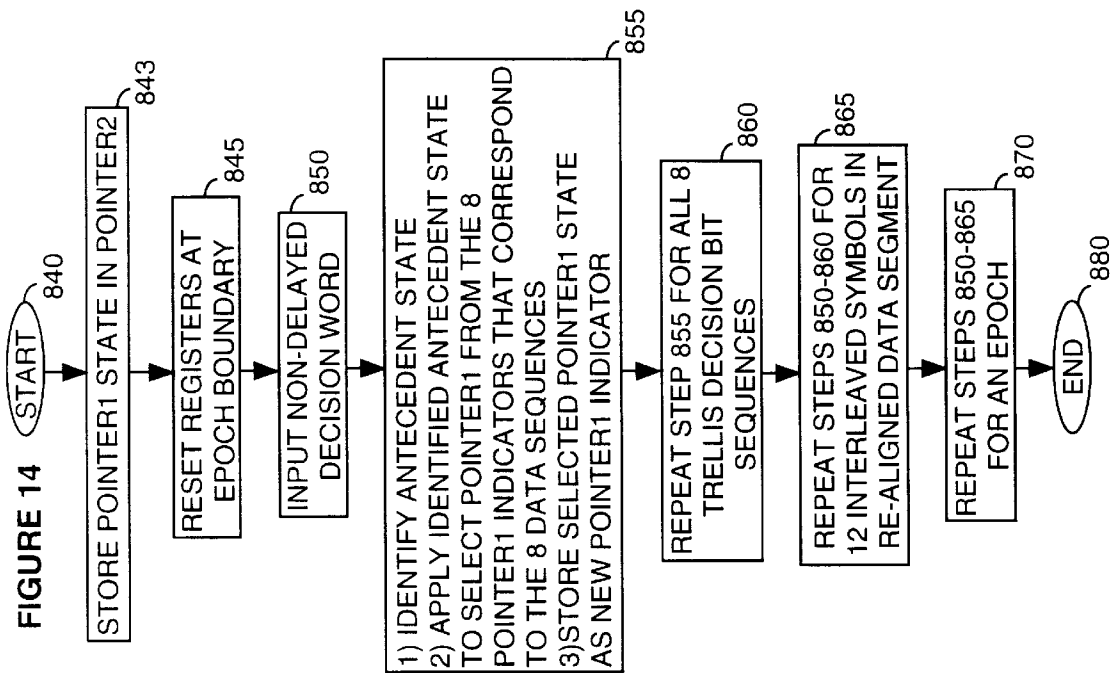 FIGURE 14
START
840
STORE POINTER1 STATE IN POINTER2
843
RESET REGISTERS AT
EPOCH BOUNDARY
845
INPUT NON-DELAYED
DECISION WORD
850
1) IDENTIFY ANTECEDENT STATE
2) APPLY IDENTIFIED ANTECEDENT STATE
TO SELECT POINTER1 FROM THE 8
POINTER1 INDICATORS THAT CORRESPOND
TO THE 8 DATA SEQUENCES
3)STORE SELECTED POINTER1 STATE
AS NEW POINTER1 INDICATOR
855
REPEAT STEP 855 FOR ALL 8
TRELLIS DECISION BIT
SEQUENCES
860
REPEAT STEPS 850-860 FOR
12 INTERLEAVED SYMBOLS IN
RE-ALIGNED DATA SEGMENT
865
REPEAT STEPS 850-865
FOR AN EPOCH
870
END
880